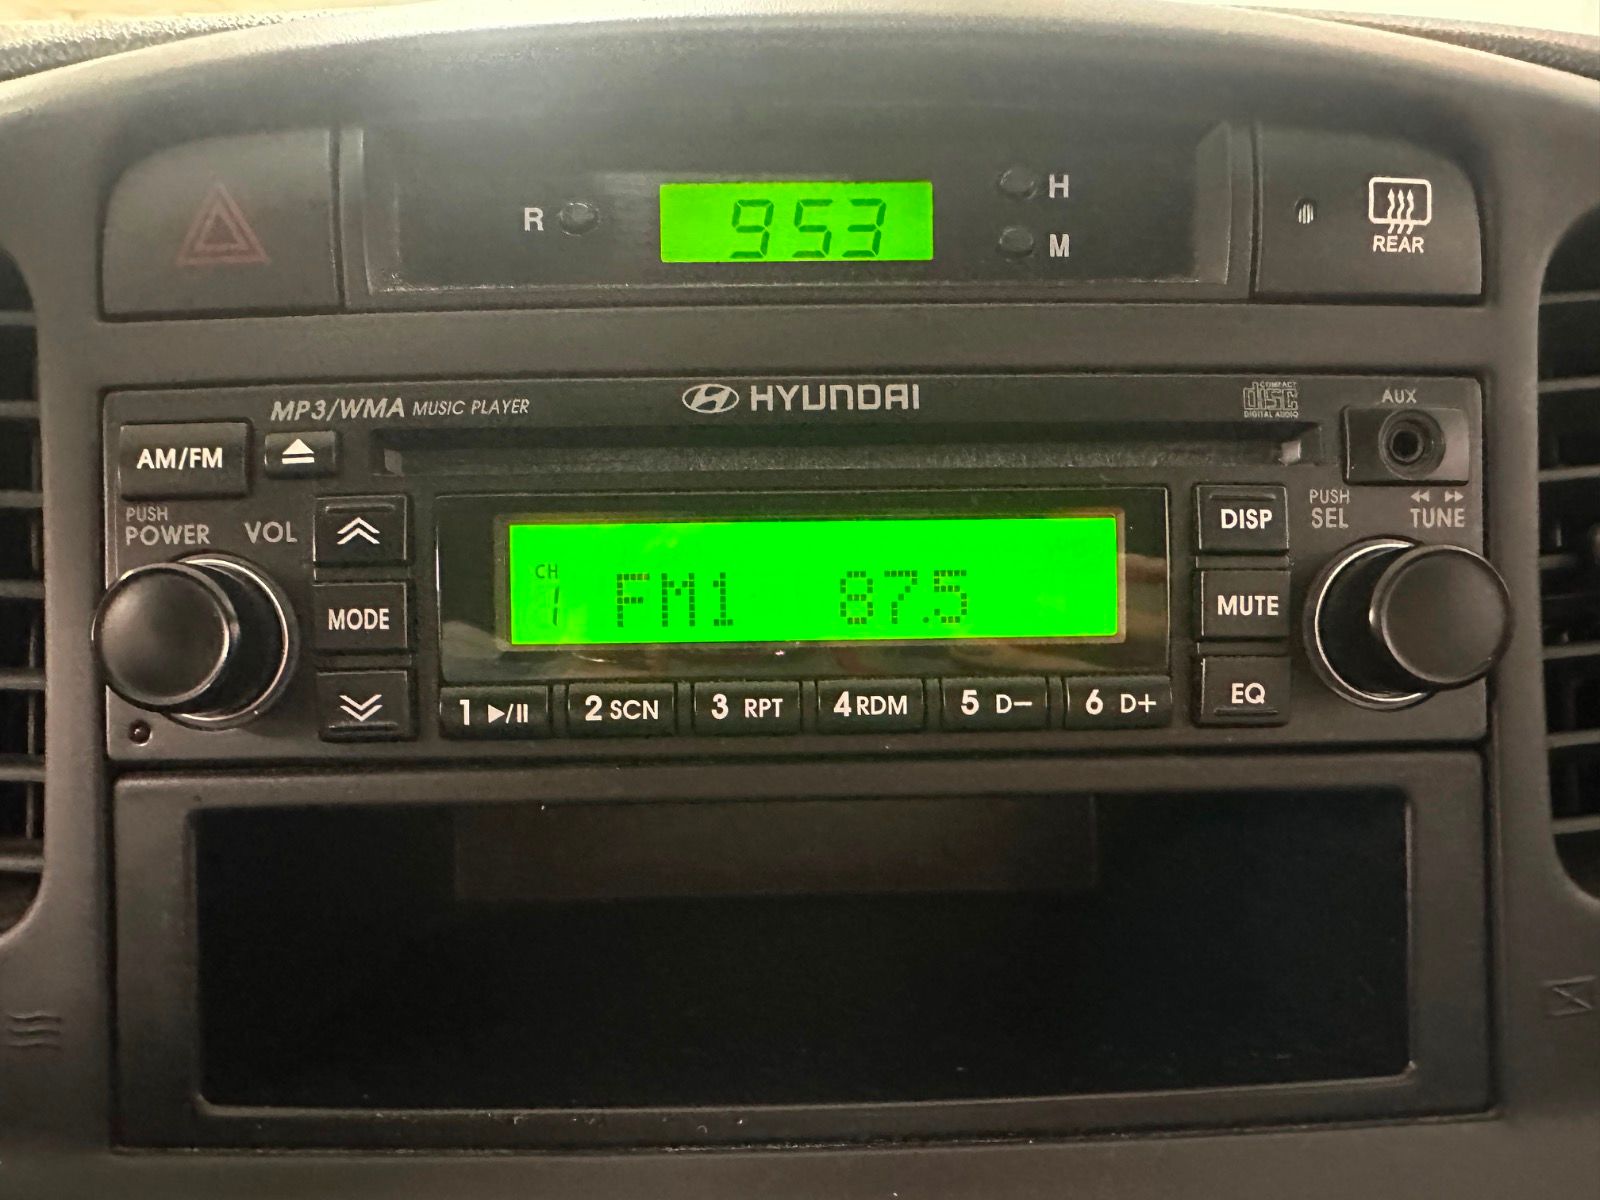 R
953
H
M
REAR
MP3/WMA MUSIC PLAYER
HYUNDAI
COMPACT
disc
DIGITAL AUDIO
AUX
AM/FM
PUSH
POWER
VOL
MODE
CH
1
FM1 87.5
DISP
MUTE
EQ
PUSH
SEL
TUNE
1 ▶/II
2 SCN
3 RPT
4 RDM
5 D−
6 D+